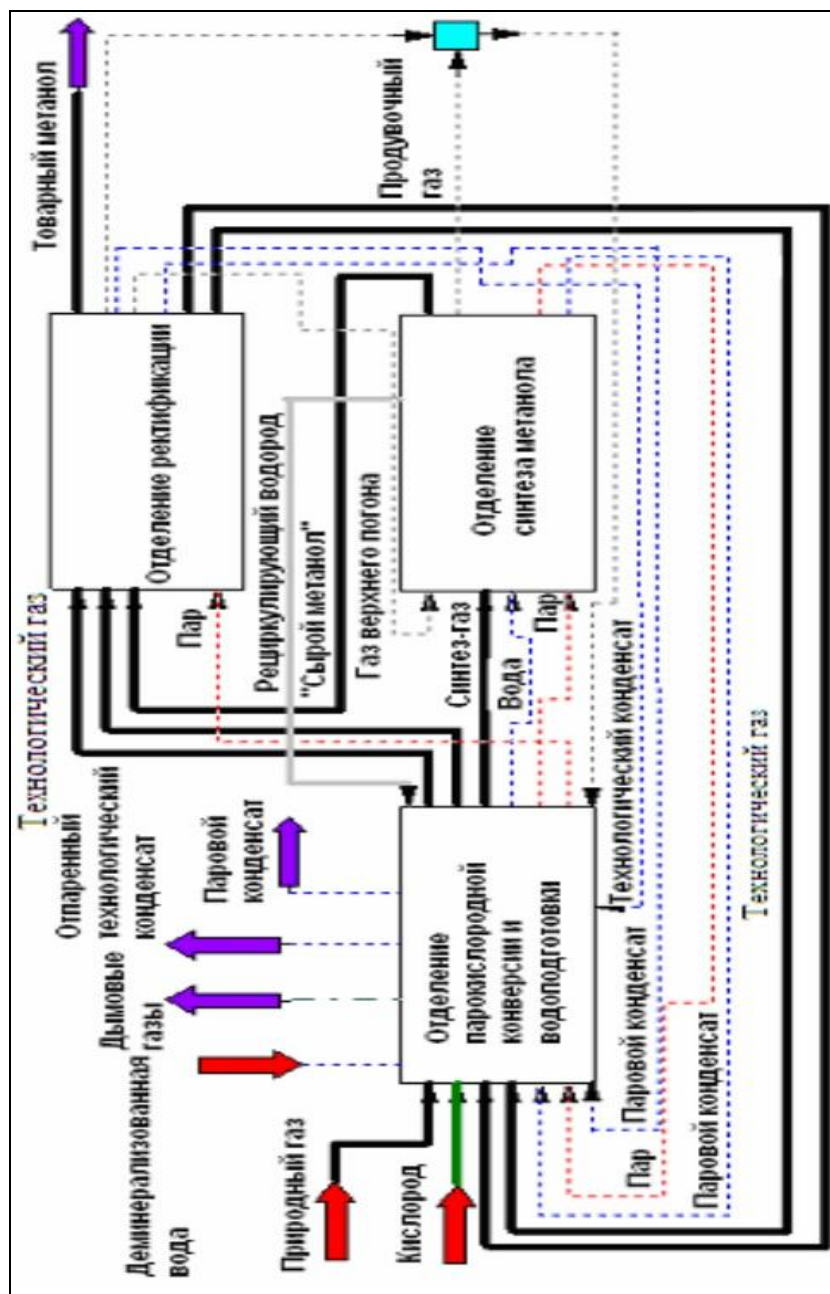 Товарный метанол
Продувочный
газ
Технологический газ
Отделение ректификации
Пар
Рециркулирующий водород
"Сырой метанол"
Газ верхнего погона
Отделение
синтеза метанола
Синтез-газ
Вода
Пар
Отпаренный
технологический
конденсат
Паровой
конденсат
Дымовые
газы
Деминерализованная
вода
Природный газ
Кислород
Отделение
парокислородной
конверсии и
водоподготовки
Технологический конденсат
Паровой конденсат
Пар
Паровой конденсат
Технологический газ